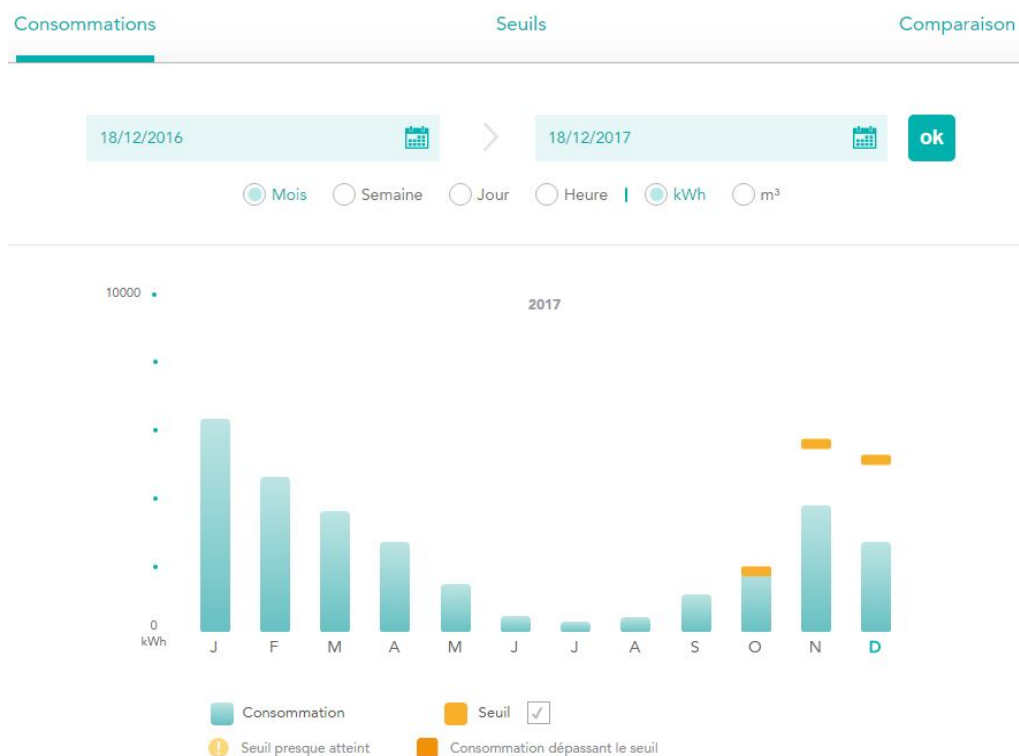 Consommations Seuils Comparaison
18/12/2016 > 18/12/2017 ok
Mois Semaine Jour Heure | kWh m³
10000
2017
0
kWh
J F M A M J J A S O N D
Consommation Seuil ✓
! Seuil presque atteint Consommation dépassant le seuil